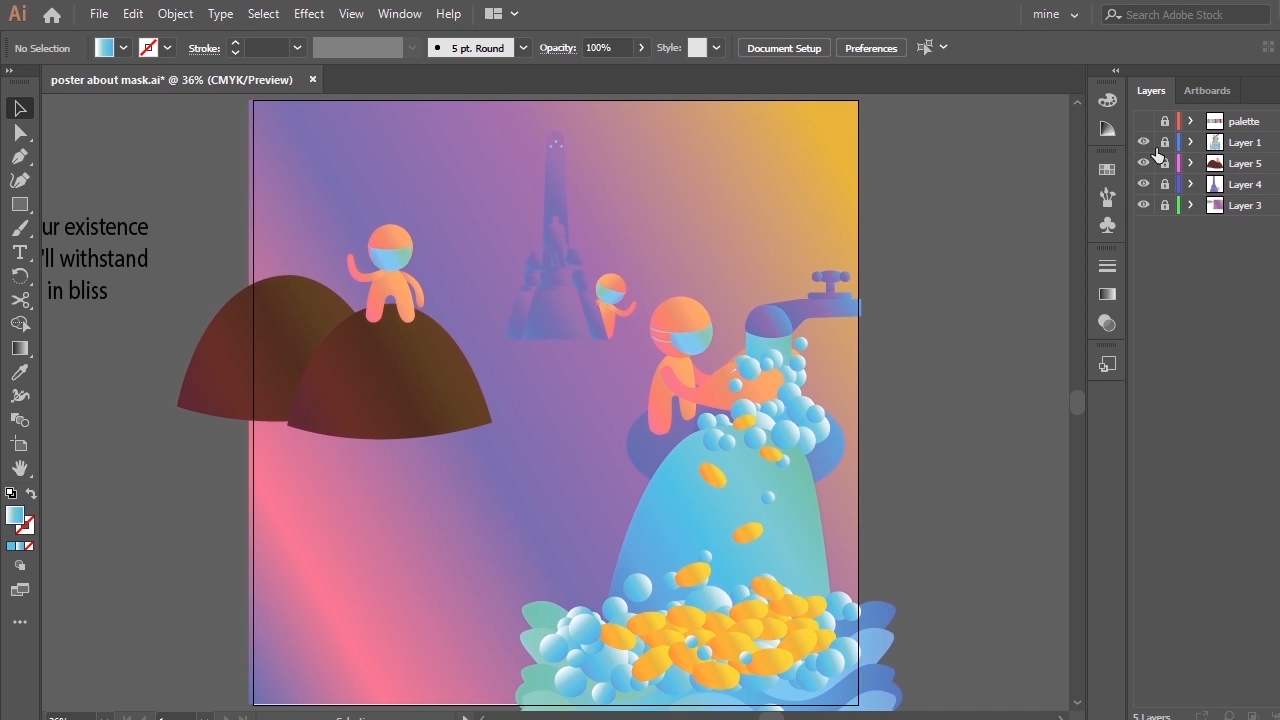 Ai File Edit Object Type Select Effect View Window Help mine Search Adobe Stock
No Selection Stroke: 5 pt. Round Opacity: 100% Style: Document Setup Preferences
poster about mask.ai* @ 36% (CMYK/Preview)
Layers Artboards
palette
Layer 1
Layer 5
Layer 4
Layer 3
ur existence
'll withstand
in bliss
5 Layers